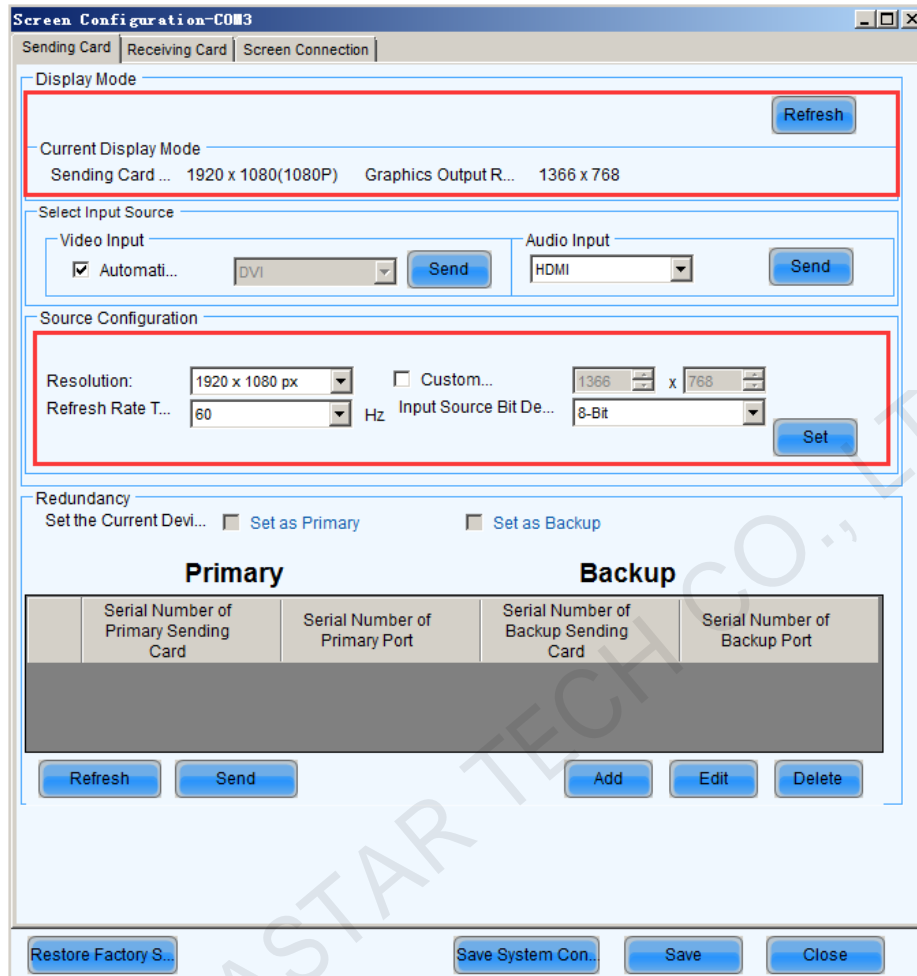 Screen Configuration-COM3
Sending Card Receiving Card Screen Connection
Display Mode
Refresh
Current Display Mode
Sending Card ... 1920 x 1080(1080P) Graphics Output R... 1366 x 768
Select Input Source
Video Input Audio Input
Automati... DVI Send HDMI Send
Source Configuration
Resolution: 1920 x 1080 px Custom... 1366 x 768
Refresh Rate T... 60 Hz Input Source Bit De... 8-Bit
Set
Redundancy
Set the Current Devi... Set as Primary Set as Backup
Primary Backup
Serial Number of Primary Sending Card Serial Number of Primary Port Serial Number of Backup Sending Card Serial Number of Backup Port
Refresh Send Add Edit Delete
Restore Factory S... Save System Con... Save Close
ASTAR TECH CO., LT